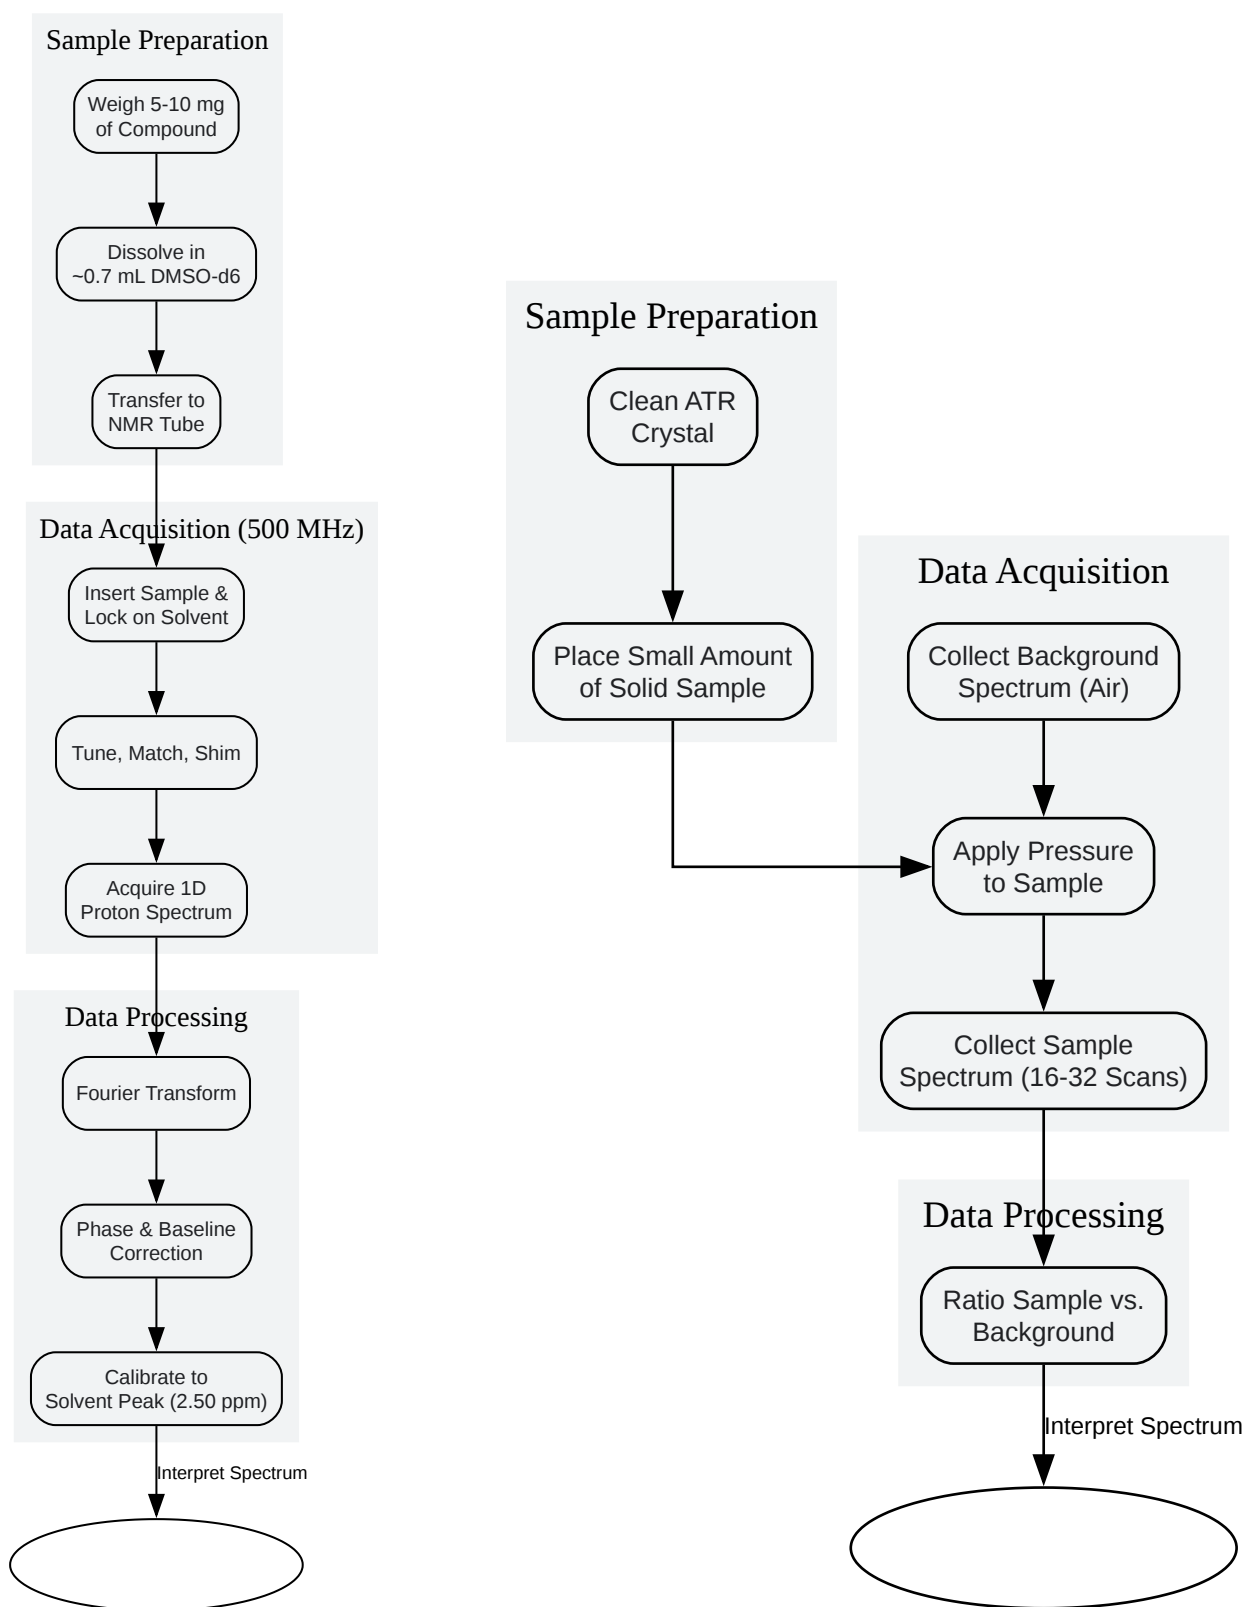 Sample Preparation
Weigh 5-10 mg
of Compound
Dissolve in
~0.7 mL DMSO-d6
Transfer to
NMR Tube
Data Acquisition (500 MHz)
Insert Sample &
Lock on Solvent
Tune, Match, Shim
Acquire 1D
Proton Spectrum
Data Processing
Fourier Transform
Phase & Baseline
Correction
Calibrate to
Solvent Peak (2.50 ppm)
Interpret Spectrum
Sample Preparation
Clean ATR
Crystal
Place Small Amount
of Solid Sample
Data Acquisition
Collect Background
Spectrum (Air)
Apply Pressure
to Sample
Collect Sample
Spectrum (16-32 Scans)
Data Processing
Ratio Sample vs.
Background
Interpret Spectrum